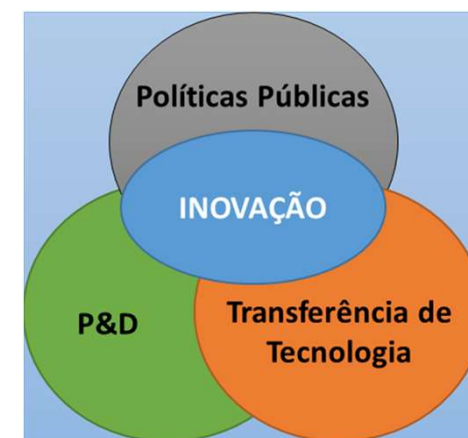 Políticas Públicas
INOVAÇÃO
P&D
Transferência de
Tecnologia